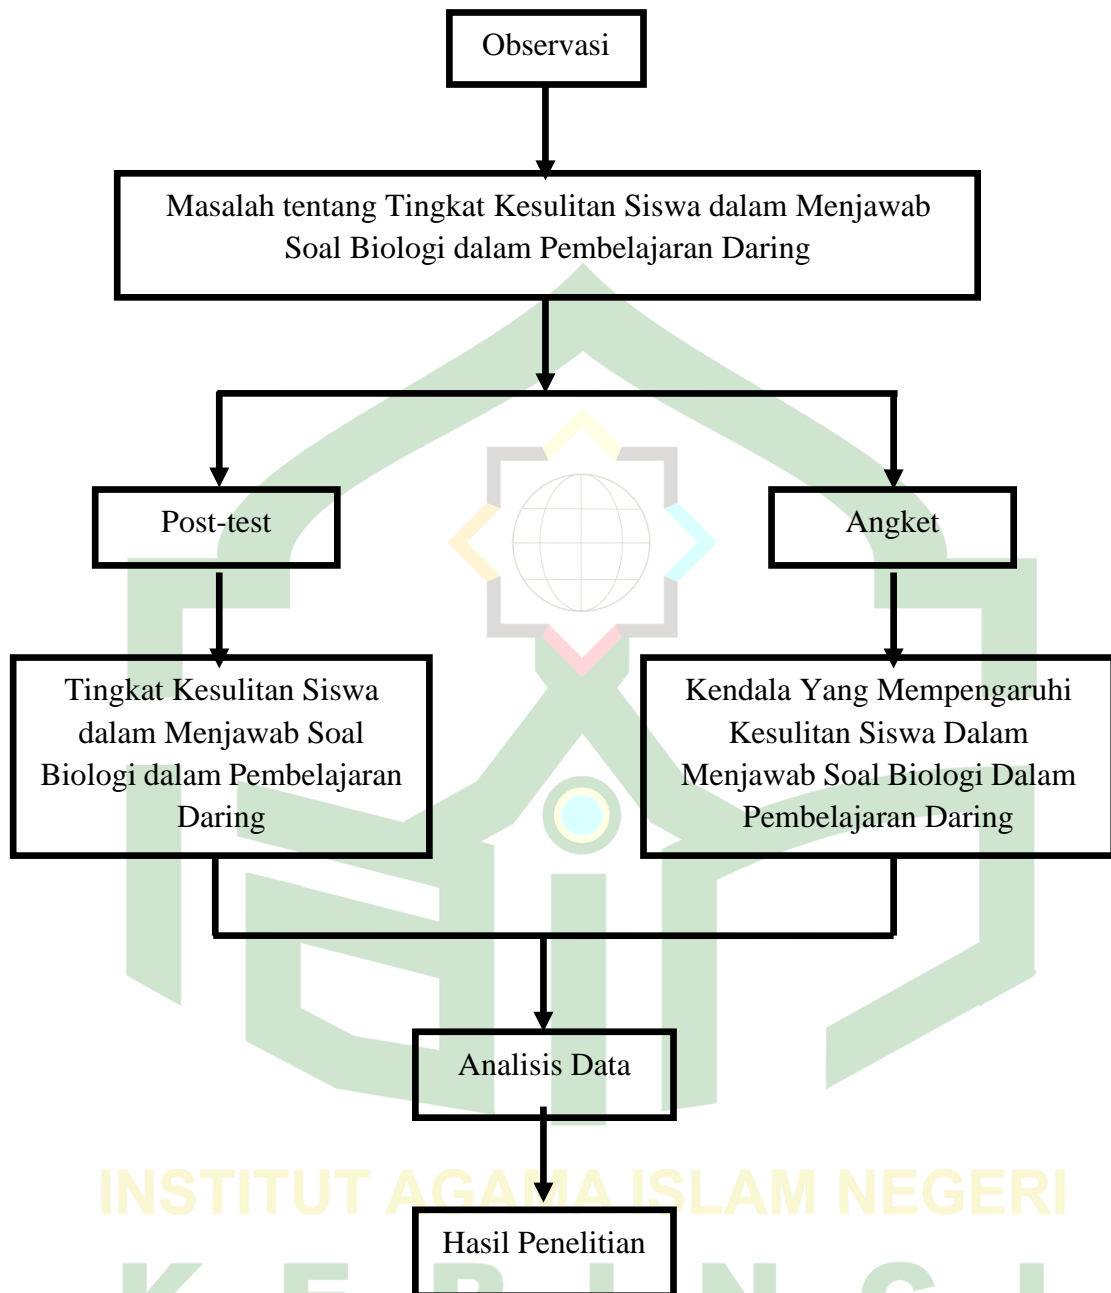 Observasi
Masalah tentang Tingkat Kesulitan Siswa dalam Menjawab
Soal Biologi dalam Pembelajaran Daring
Post-test
Angket
Tingkat Kesulitan Siswa
dalam Menjawab Soal
Biologi dalam Pembelajaran
Daring
Kendala Yang Mempengaruhi
Kesulitan Siswa Dalam
Menjawab Soal Biologi Dalam
Pembelajaran Daring
Analisis Data
INSTITUT AGAMA ISLAM NEGERI
Hasil Penelitian
K E R I N C I